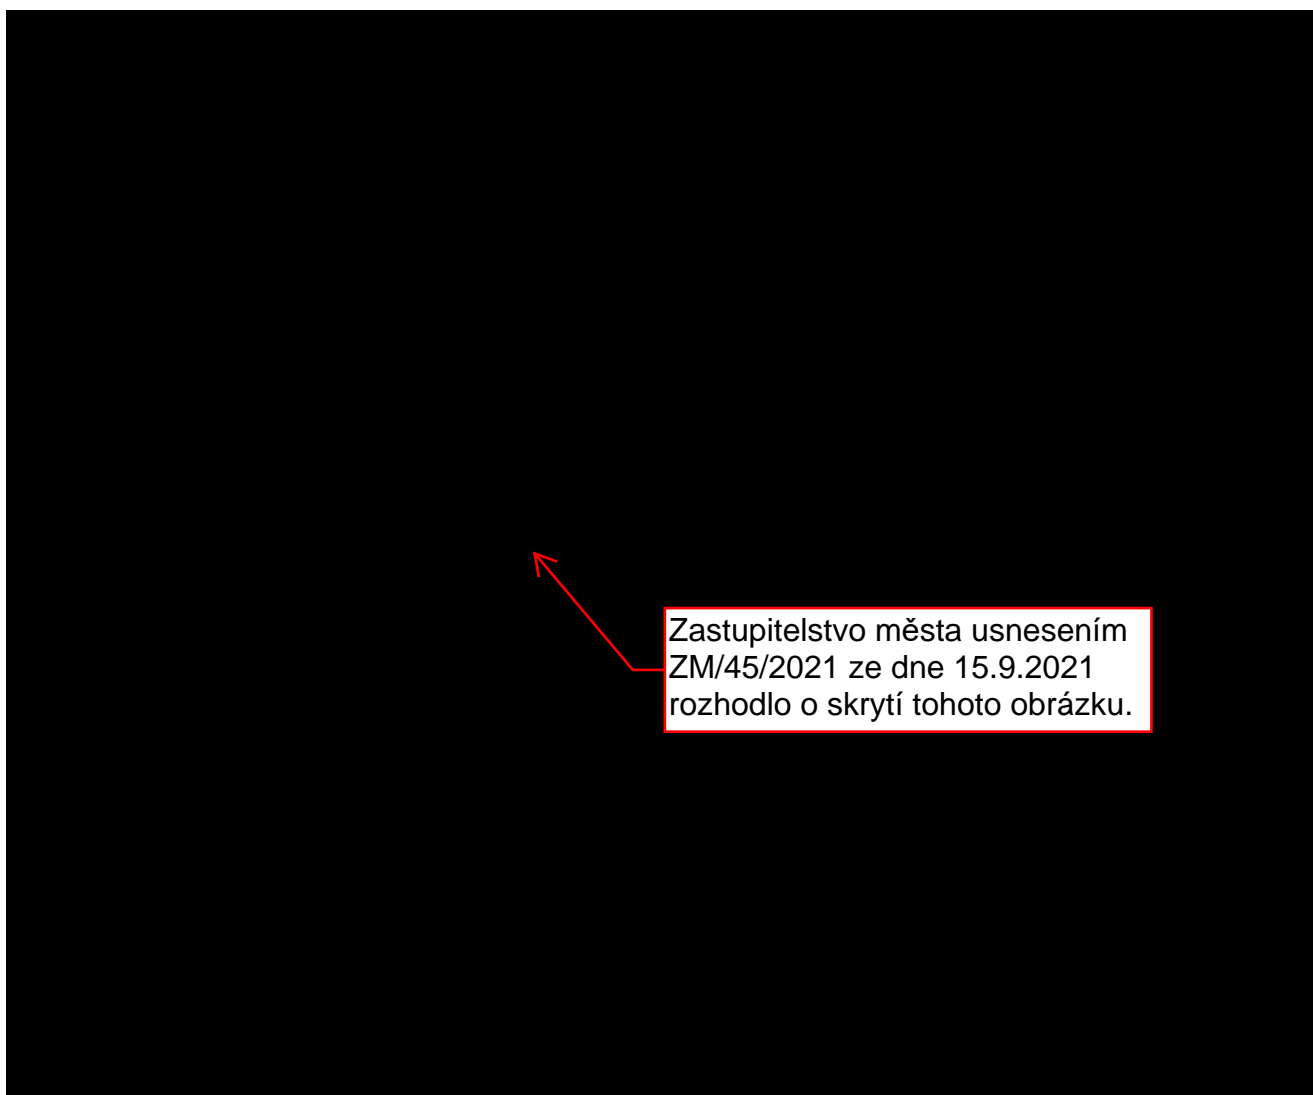 Zastupitelstvo města usnesením
ZM/45/2021 ze dne 15.9.2021
rozhodlo o skrytí tohoto obrázku.